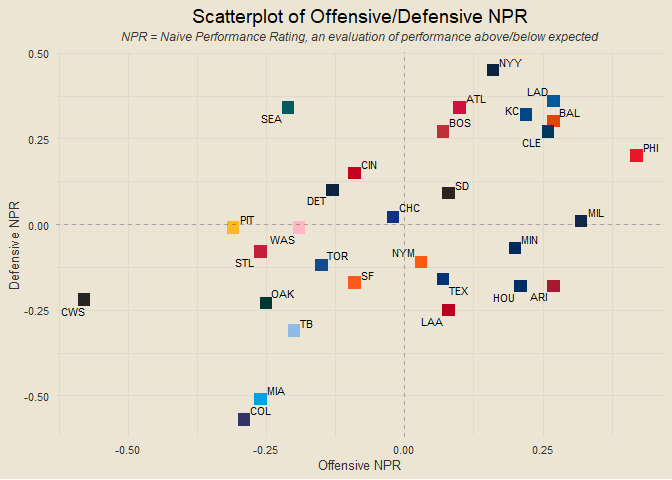 Scatterplot of Offensive/Defensive NPR
NPR = Naive Performance Rating, an evaluation of performance above/below expected
0.50
NYY
LAD
ATL
SEA
KC
BAL
BOS
0.25
CLE
PHI
CIN
SD
DET
CHC
MIL
PIT
0.00
WAS
MIN
TOR
NYM
STL
SF
OAK
TEX
HOU
ARI
-0.25
CWS
LAA
TB
MIA
-0.50
COL
Defensive NPR
-0.50
-0.25
0.00
0.25
Offensive NPR